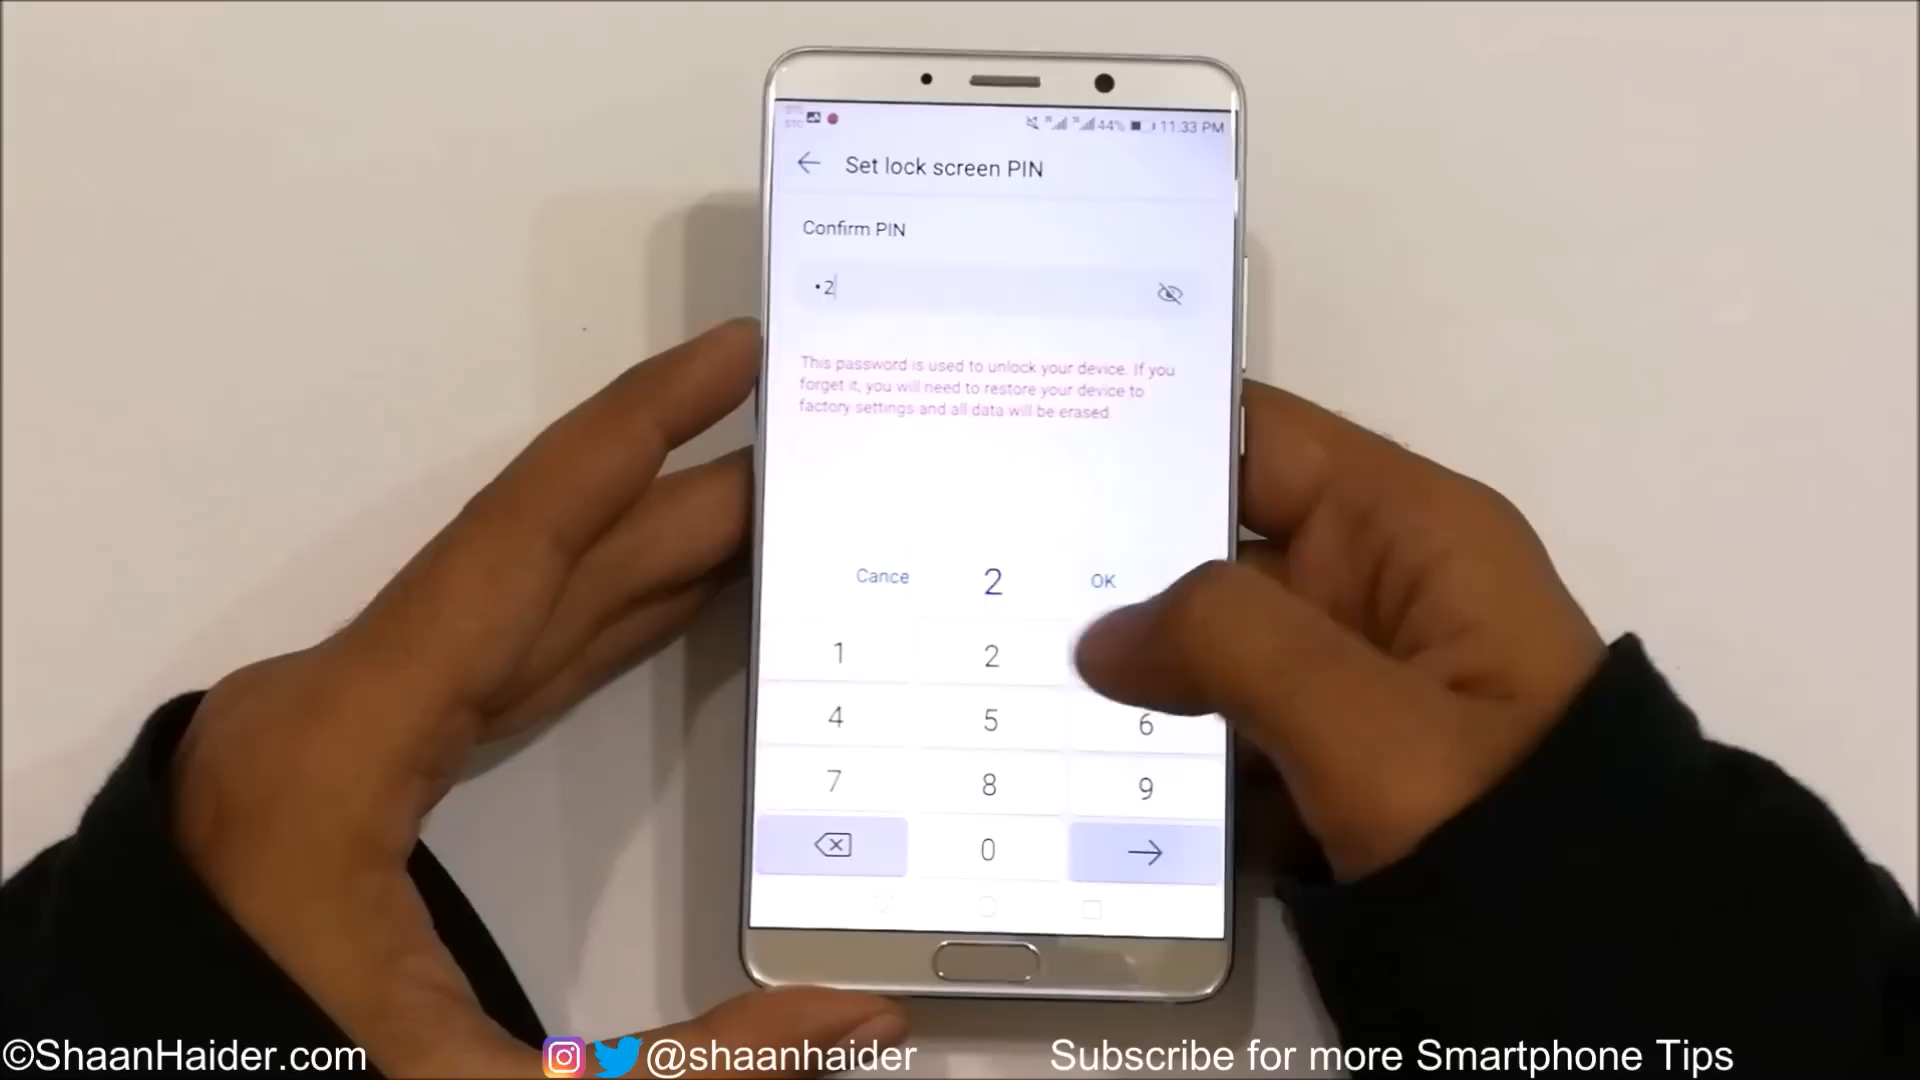 STC
44% 11.33 PM
Set lock screen PIN
Confirm PIN
•2
This password is used to unlock your device. If you
forget it, you will need to restore your device to
factory settings and all data will be erased.
Cance 2 OK
1 2
4 5 6
7 8 9
0
©ShaanHaider.com @shaanhaider Subscribe for more Smartphone Tips